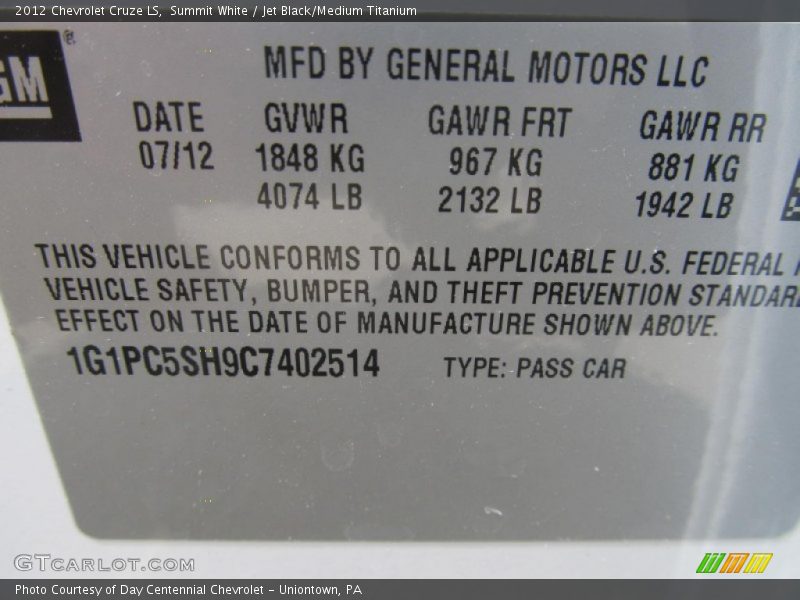 2012 Chevrolet Cruze LS, Summit White / Jet Black/Medium Titanium
GM ®
MFD BY GENERAL MOTORS LLC
DATE GVWR GAWR FRT GAWR RR
07/12 1848 KG 967 KG 881 KG
4074 LB 2132 LB 1942 LB
THIS VEHICLE CONFORMS TO ALL APPLICABLE U.S. FEDERAL
VEHICLE SAFETY, BUMPER, AND THEFT PREVENTION STANDAR
EFFECT ON THE DATE OF MANUFACTURE SHOWN ABOVE.
1G1PC5SH9C7402514 TYPE: PASS CAR
GTCARLOT.COM
Photo Courtesy of Day Centennial Chevrolet - Uniontown, PA